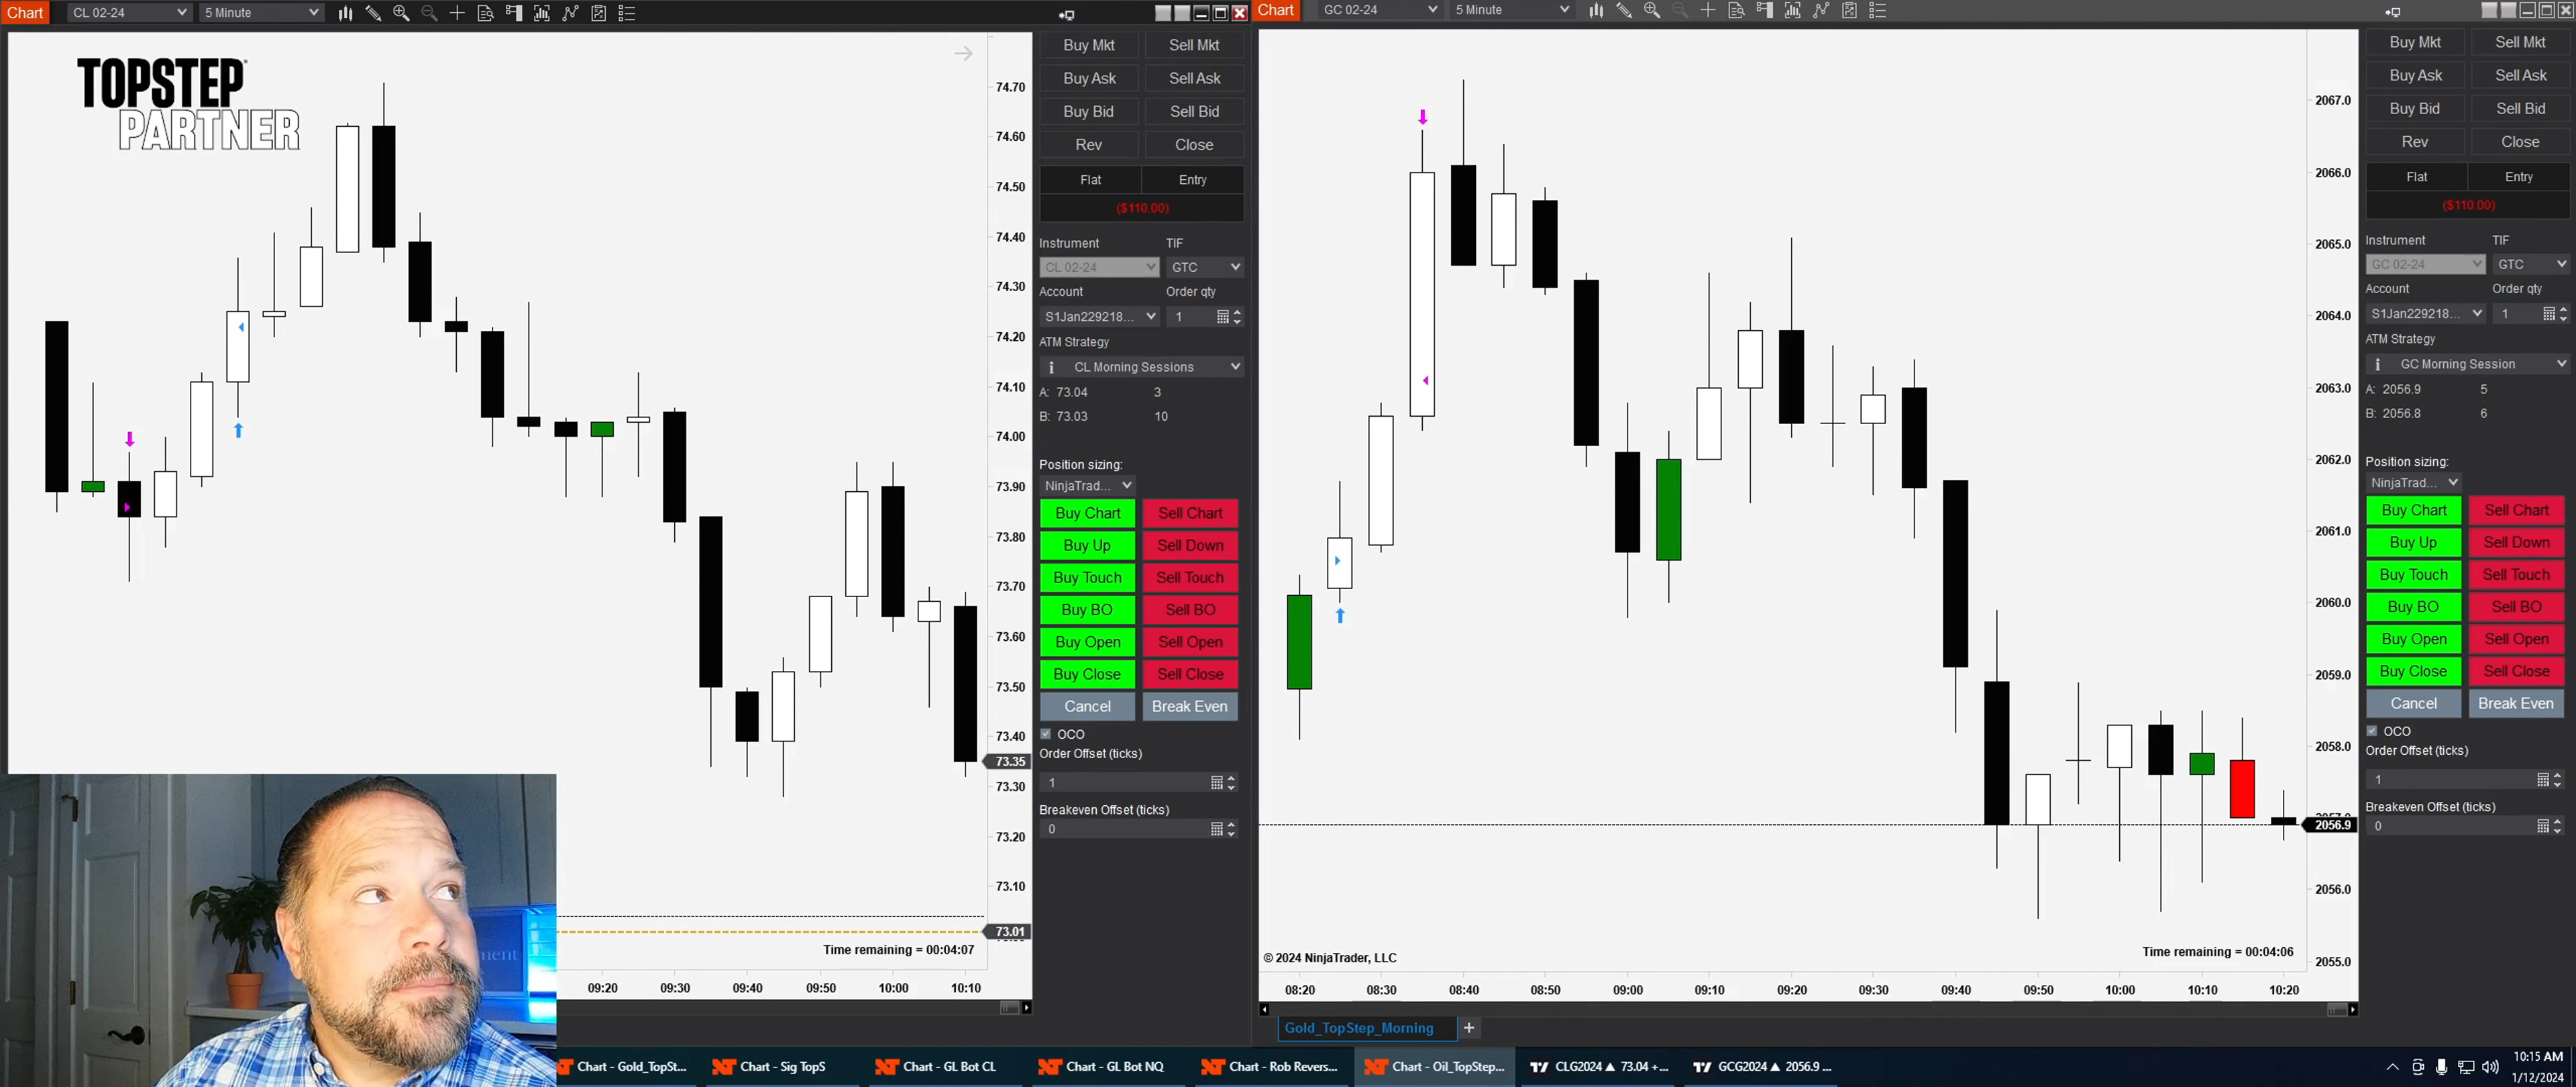 Chart
CL 02-24
5 Minute
TOPSTEP
PARTNER
74.70
74.60
74.50
74.40
74.30
74.20
74.10
74.00
73.90
73.80
73.70
73.60
73.50
73.40
73.35
73.30
73.20
73.10
73.01
Time remaining = 00:04:07
09:20 09:30 09:40 09:50 10:00 10:10
Buy Mkt Sell Mkt
Buy Ask Sell Ask
Buy Bid Sell Bid
Rev Close
Flat Entry
($110.00)
Instrument TIF
CL 02-24 GTC
Account Order qty
S1Jan229218... 1
ATM Strategy
CL Morning Sessions
A: 73.04 3
B: 73.03 10
Position sizing:
NinjaTrad...
Buy Chart Sell Chart
Buy Up Sell Down
Buy Touch Sell Touch
Buy BO Sell BO
Buy Open Sell Open
Buy Close Sell Close
Cancel Break Even
OCO
Order Offset (ticks)
1
Breakeven Offset (ticks)
0
Chart
GC 02-24
5 Minute
2067.0
2066.0
2065.0
2064.0
2063.0
2062.0
2061.0
2060.0
2059.0
2058.0
2056.9
2056.0
2055.0
© 2024 NinjaTrader, LLC
Time remaining = 00:04:06
08:20 08:30 08:40 08:50 09:00 09:10 09:20 09:30 09:40 09:50 10:00 10:10 10:20
Gold_TopStep_Morning +
Buy Mkt Sell Mkt
Buy Ask Sell Ask
Buy Bid Sell Bid
Rev Close
Flat Entry
($110.00)
Instrument TIF
GC 02-24 GTC
Account Order qty
S1Jan229218... 1
ATM Strategy
GC Morning Session
A: 2056.9 5
B: 2056.8 6
Position sizing:
NinjaTrad...
Buy Chart Sell Chart
Buy Up Sell Down
Buy Touch Sell Touch
Buy BO Sell BO
Buy Open Sell Open
Buy Close Sell Close
Cancel Break Even
OCO
Order Offset (ticks)
1
Breakeven Offset (ticks)
0
Chart - Gold_TopSt...
Chart - Sig TopS
Chart - GL Bot CL
Chart - GL Bot NQ
Chart - Rob Revers...
Chart - Oil_TopStep...
CLG2024 ▲ 73.04 +...
GCG2024 ▲ 2056.9 ...
10:15 AM
1/12/2024